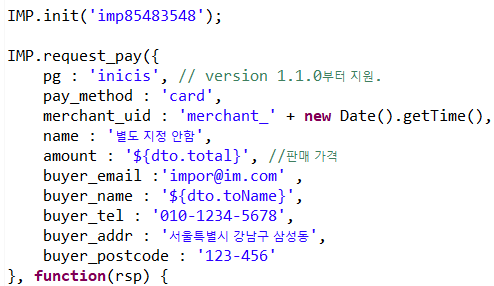 IMP.init('imp85483548');

IMP.request_pay({
    pg : 'inicis', // version 1.1.0부터 지원.
    pay_method : 'card',
    merchant_uid : 'merchant_' + new Date().getTime(),
    name : '별도 지정 안함',
    amount : '${dto.total}', //판매 가격
    buyer_email :'impor@im.com' ,
    buyer_name : '${dto.toName}',
    buyer_tel : '010-1234-5678',
    buyer_addr : '서울특별시 강남구 삼성동',
    buyer_postcode : '123-456'
}, function(rsp) {